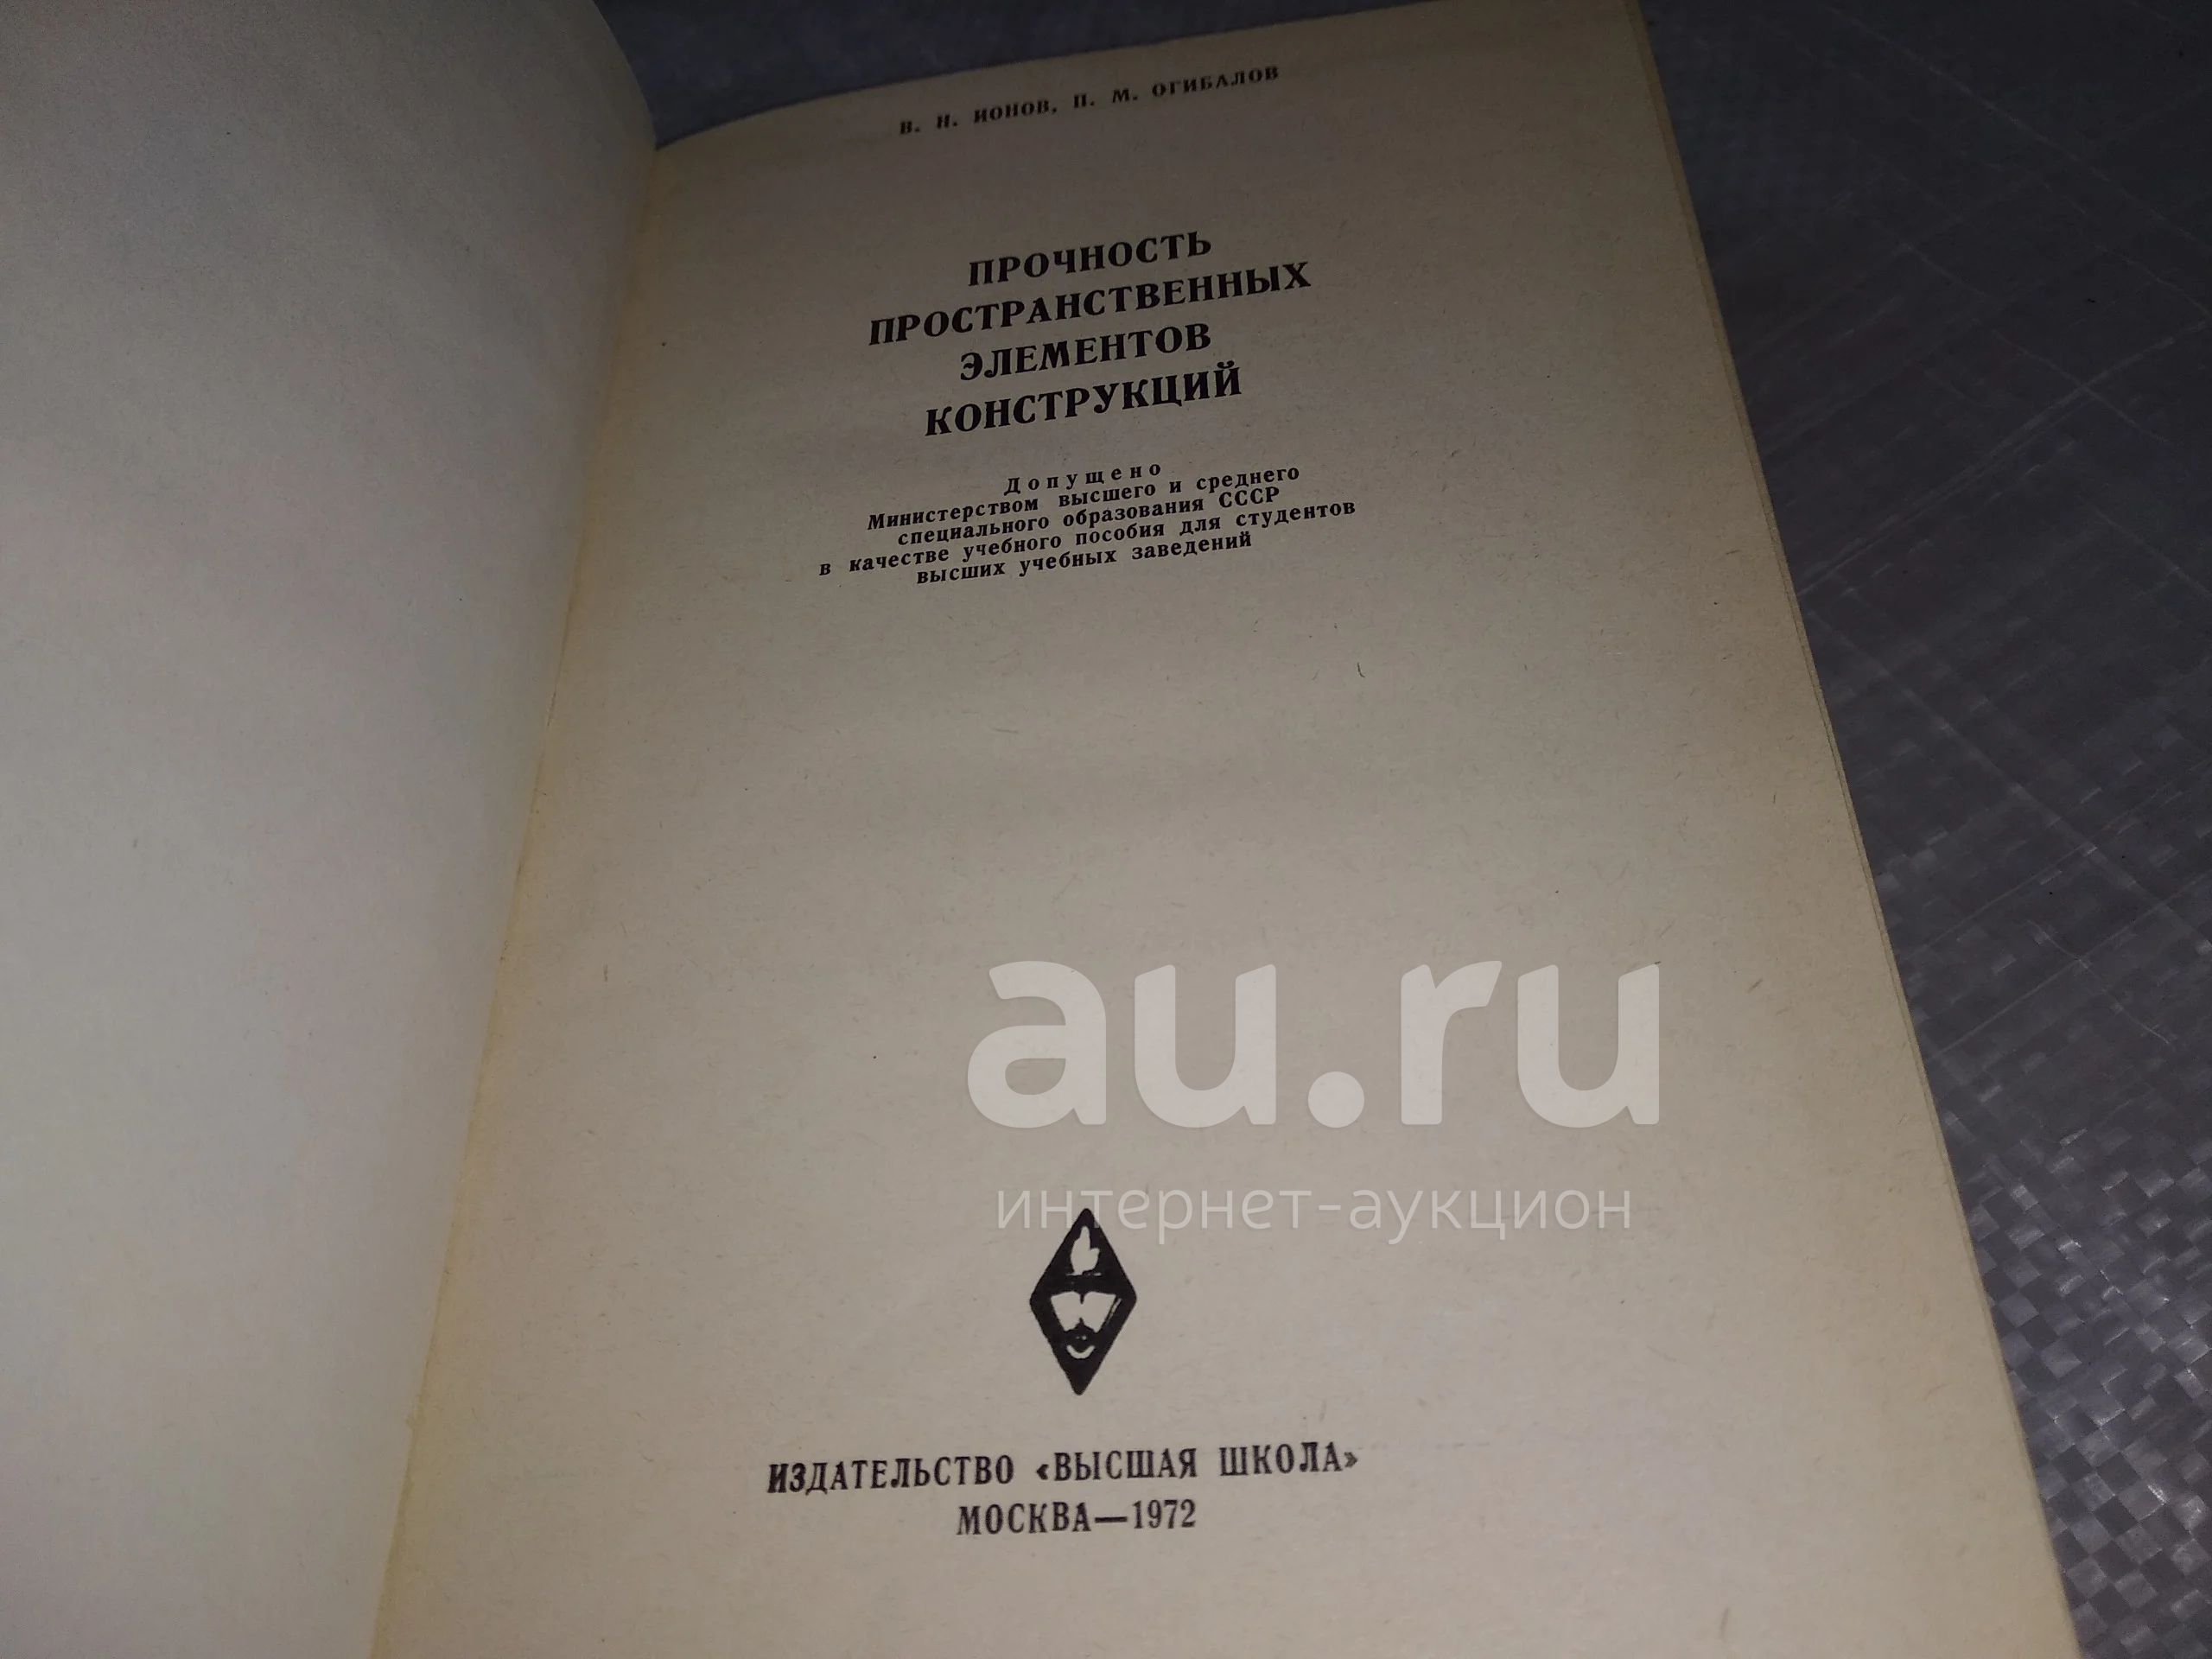 В. Н. ИОНОВ, П. М. ОГИБАЛОВ
ПРОЧНОСТЬ
ПРОСТРАНСТВЕННЫХ
ЭЛЕМЕНТОВ
КОНСТРУКЦИЙ
Допущено
Министерством высшего и среднего
специального образования СССР
в качестве учебного пособия для студентов
высших учебных заведений
au.ru
интернет-аукцион
ИЗДАТЕЛЬСТВО «ВЫСШАЯ ШКОЛА»
МОСКВА—1972